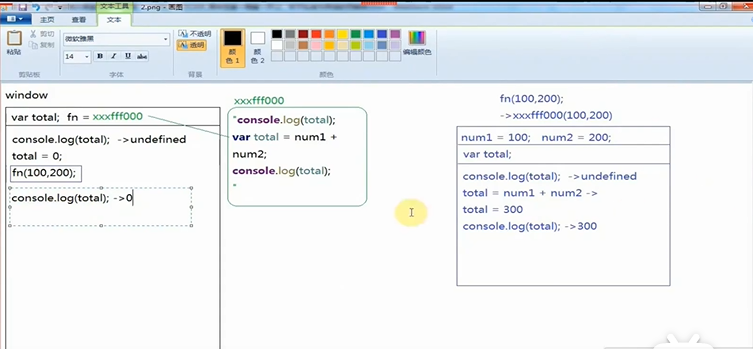 文本工具
2.png - 画图
主页
查看
文本
粘贴
剪切
复制
剪贴板
微软雅黑
14
B I U abc
字体
不透明
透明
背景
颜色 1
颜色 2
编辑颜色
颜色
window
var total; fn = xxxfff000
console.log(total); ->undefined
total = 0;
fn(100,200);
console.log(total); ->0
xxxfff000
"console.log(total);
var total = num1 +
num2;
console.log(total);
"
fn(100,200);
->xxxfff000(100,200)
num1 = 100; num2 = 200;
var total;
console.log(total); ->undefined
total = num1 + num2 ->
total = 300
console.log(total); ->300